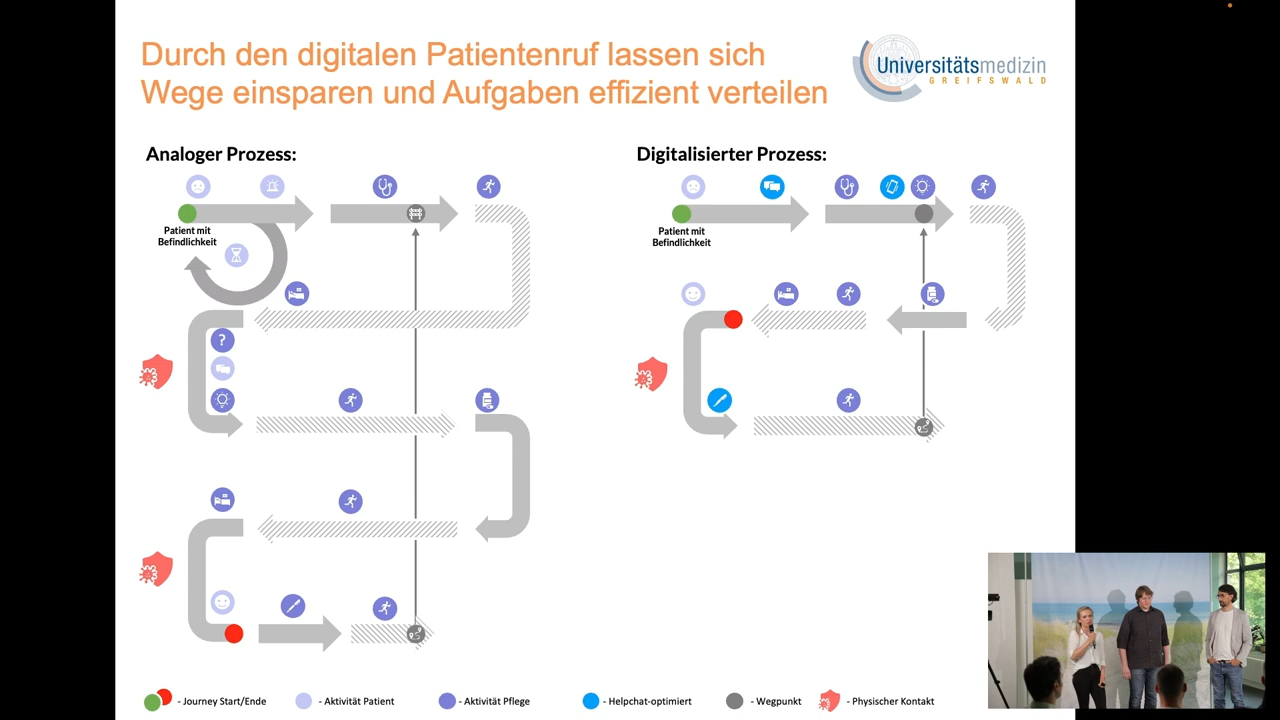 Durch den digitalen Patientenruf lassen sich
Wege einsparen und Aufgaben effizient verteilen
Universitätsmedizin
GREIFSWALD
Analoger Prozess:
Digitalisierter Prozess:
Patient mit
Befindlichkeit
Patient mit
Befindlichkeit
?
- Journey Start/Ende
- Aktivität Patient
- Aktivität Pflege
- Helpchat-optimiert
- Wegpunkt
- Physischer Kontakt